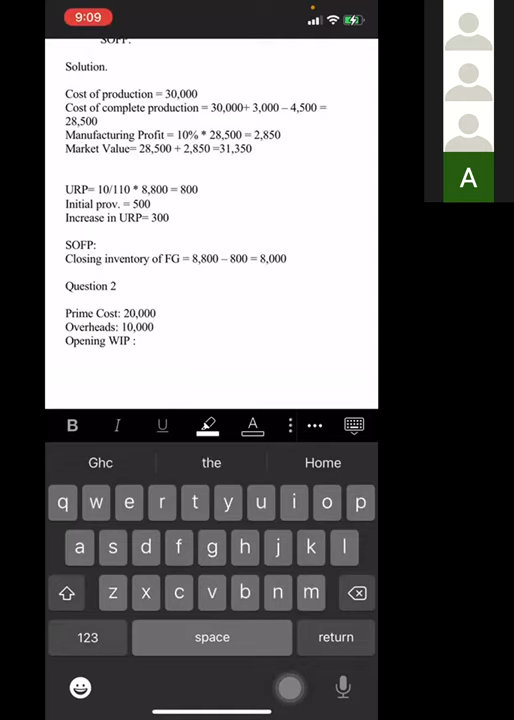 9:09
SOFP:
Solution.
Cost of production = 30,000
Cost of complete production = 30,000+ 3,000 – 4,500 =
28,500
Manufacturing Profit = 10% * 28,500 = 2,850
Market Value= 28,500 + 2,850 =31,350
URP= 10/110 * 8,800 = 800
Initial prov. = 500
Increase in URP= 300
SOFP:
Closing inventory of FG = 8,800 – 800 = 8,000
Question 2
Prime Cost: 20,000
Overheads: 10,000
Opening WIP :
B I U A
Ghc the Home
q w e r t y u i o p
a s d f g h j k l
z x c v b n m
123 space return
A